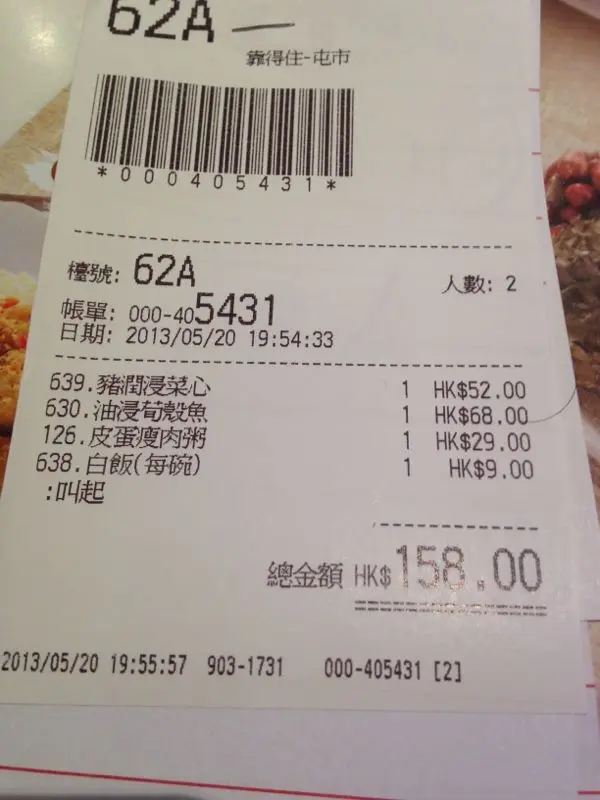 62A
靠得住-屯市
*000405431*
檯號: 62A 人數: 2
帳單: 000-405431
日期: 2013/05/20 19:54:33
639.豬潤浸菜心 1 HK$52.00
630.油浸荀殼魚 1 HK$68.00
126.皮蛋瘦肉粥 1 HK$29.00
638.白飯(每碗) 1 HK$9.00
:叫起
總金額 HK$158.00
2013/05/20 19:55:57 903-1731 000-405431 [2]